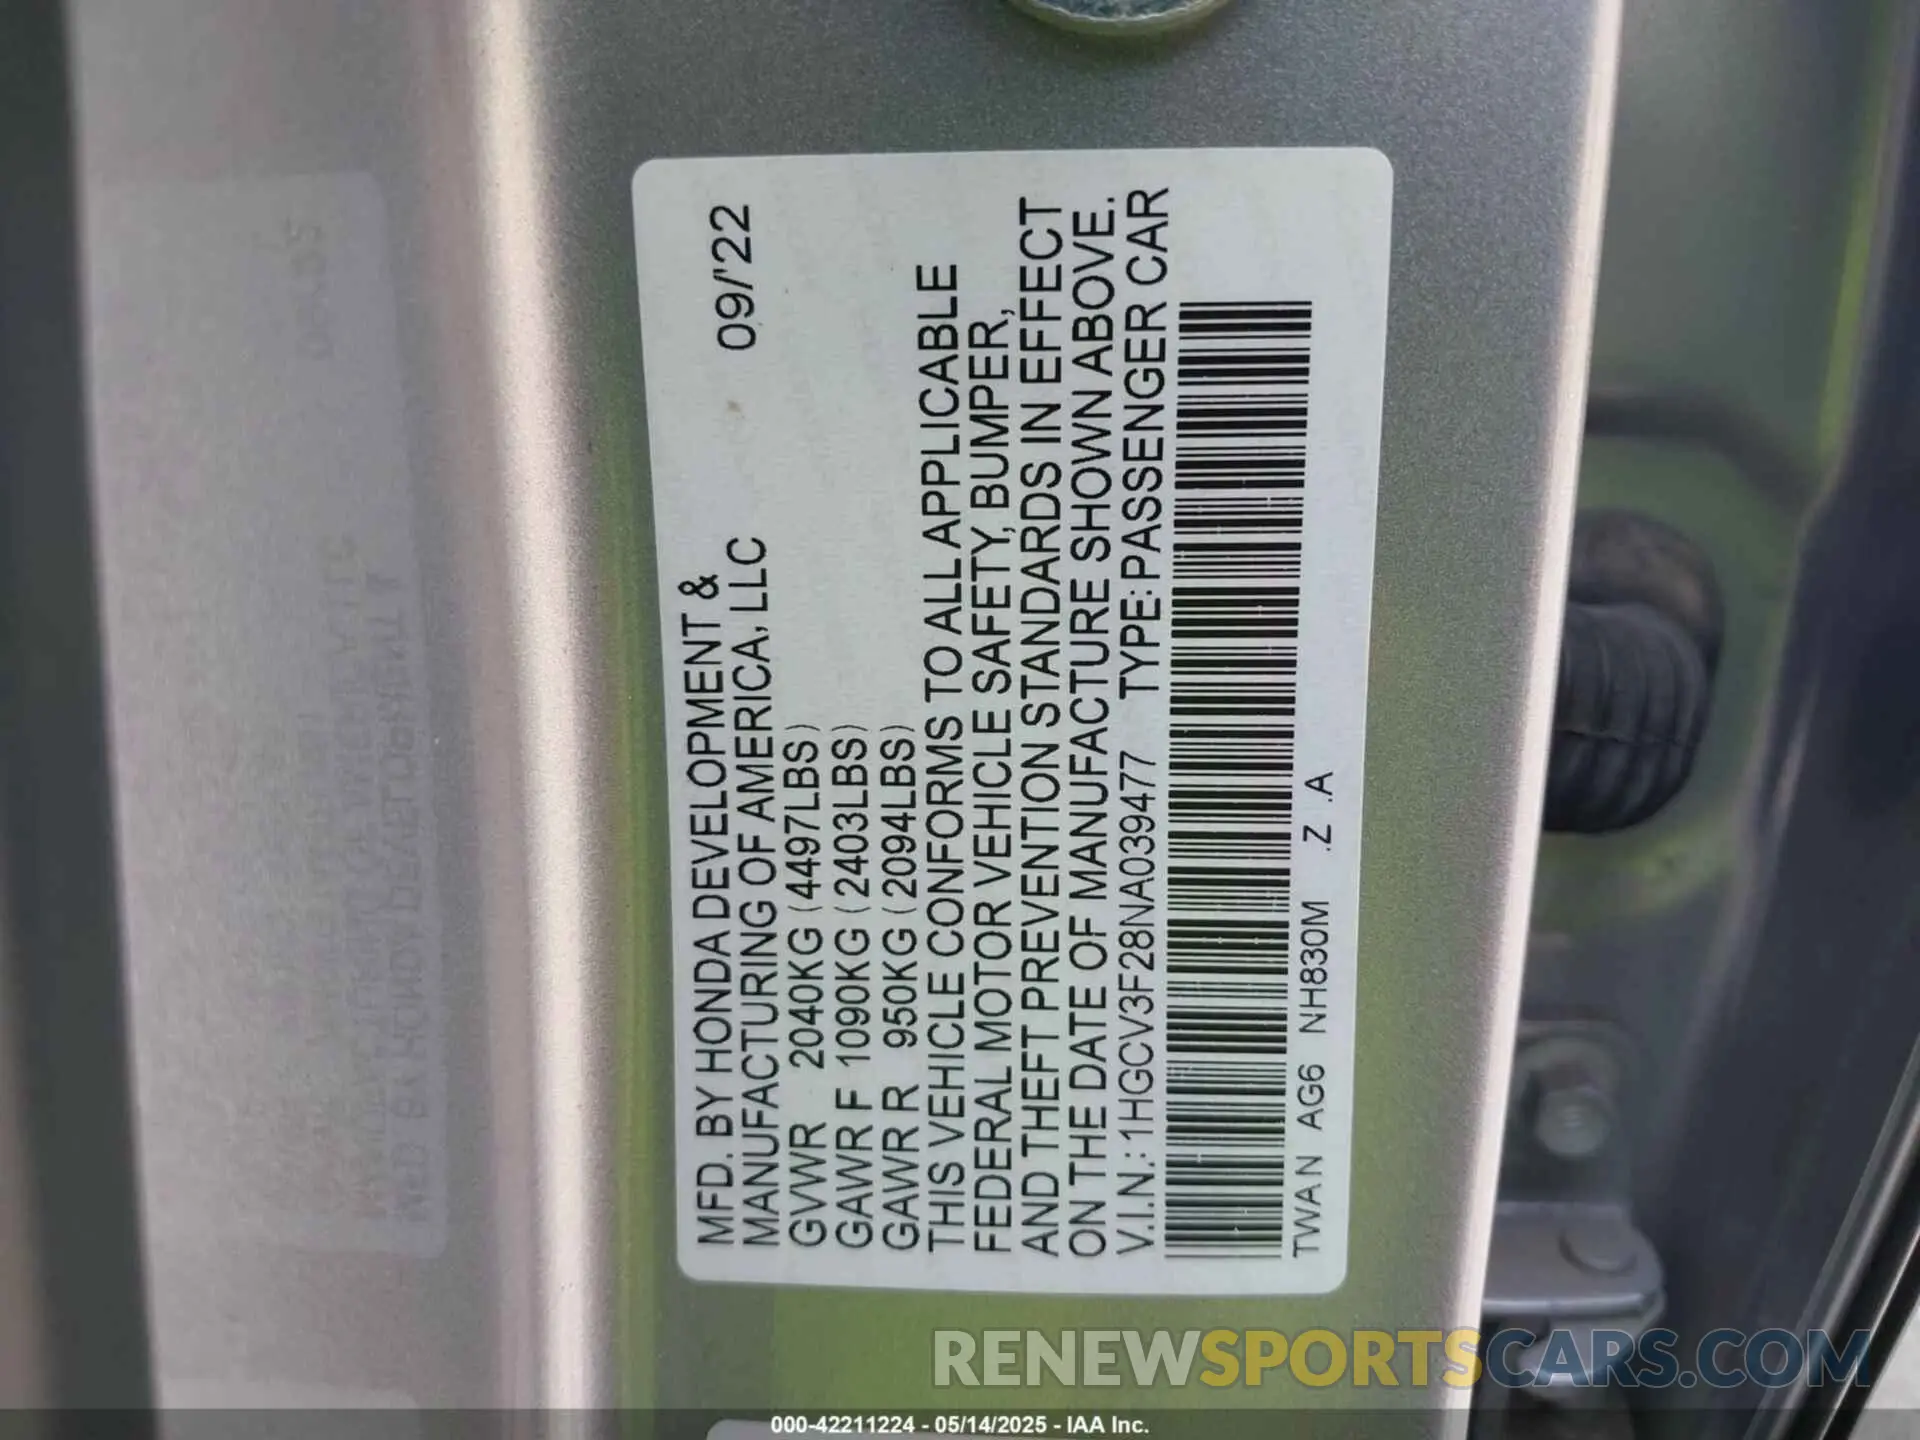 MFD. BY HONDA DEVELOPMENT &
MANUFACTURING OF AMERICA, LLC 09/'22
GVWR 2040KG (4497LBS)
GAWR F 1090KG (2403LBS)
GAWR R 950KG (2094LBS)
THIS VEHICLE CONFORMS TO ALL APPLICABLE
FEDERAL MOTOR VEHICLE SAFETY, BUMPER,
AND THEFT PREVENTION STANDARDS IN EFFECT
ON THE DATE OF MANUFACTURE SHOWN ABOVE.
V.I.N.: 1HGCV3F28NA039477 TYPE: PASSENGER CAR
TWAN AG6 NH830M .Z .A
RENEWSPORTSCARS.COM
000-42211224 - 05/14/2025 - IAA Inc.